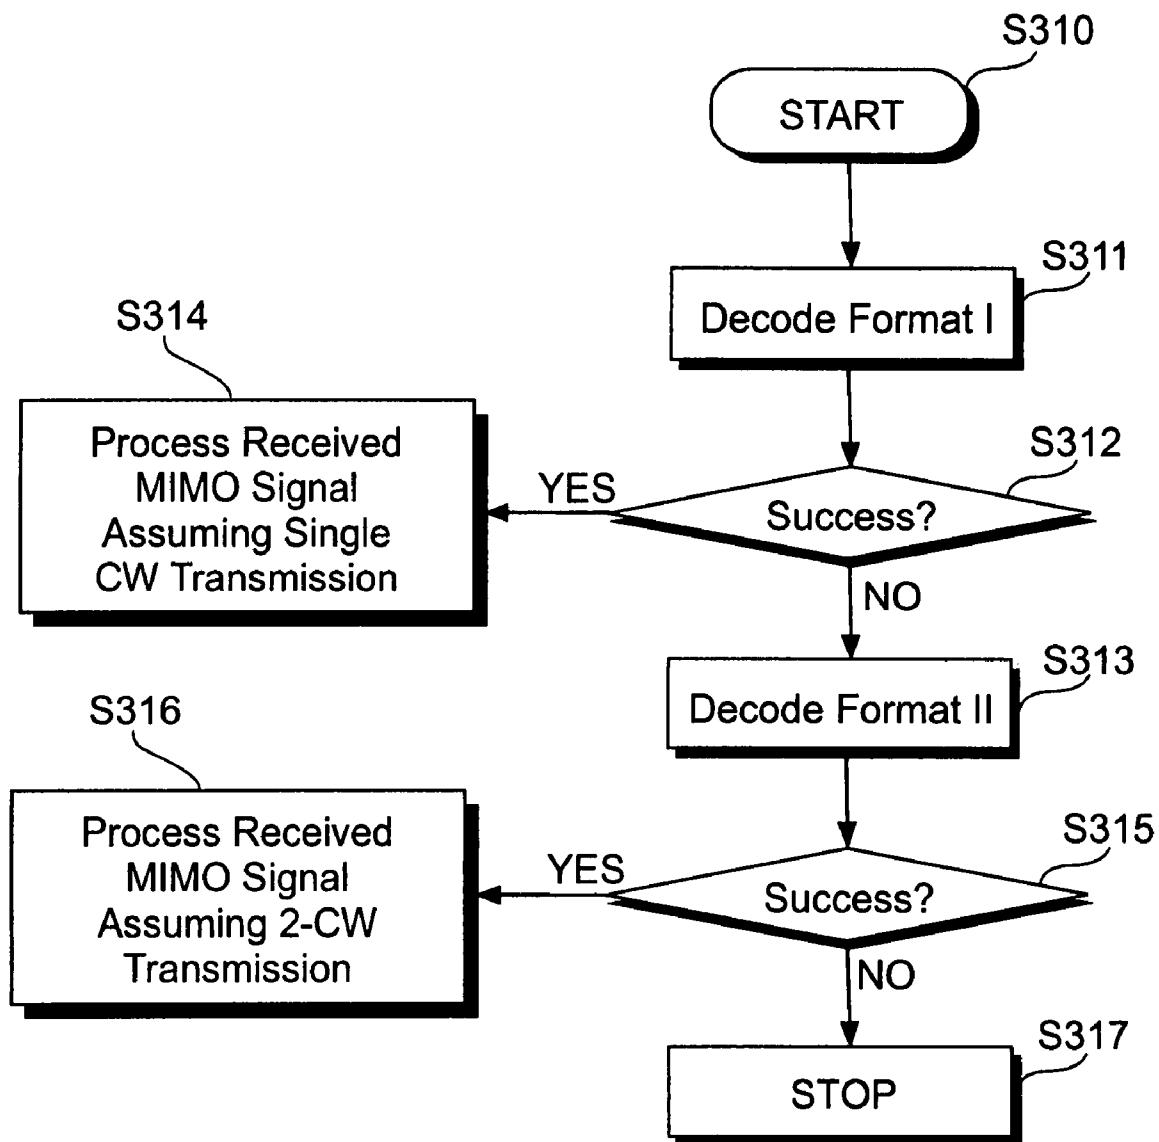 S310
START
S311
Decode Format I
S314
Process Received
MIMO Signal
Assuming Single
CW Transmission
S312
YES
Success?
NO
S313
Decode Format II
S316
Process Received
MIMO Signal
Assuming 2-CW
Transmission
S315
YES
Success?
NO
S317
STOP